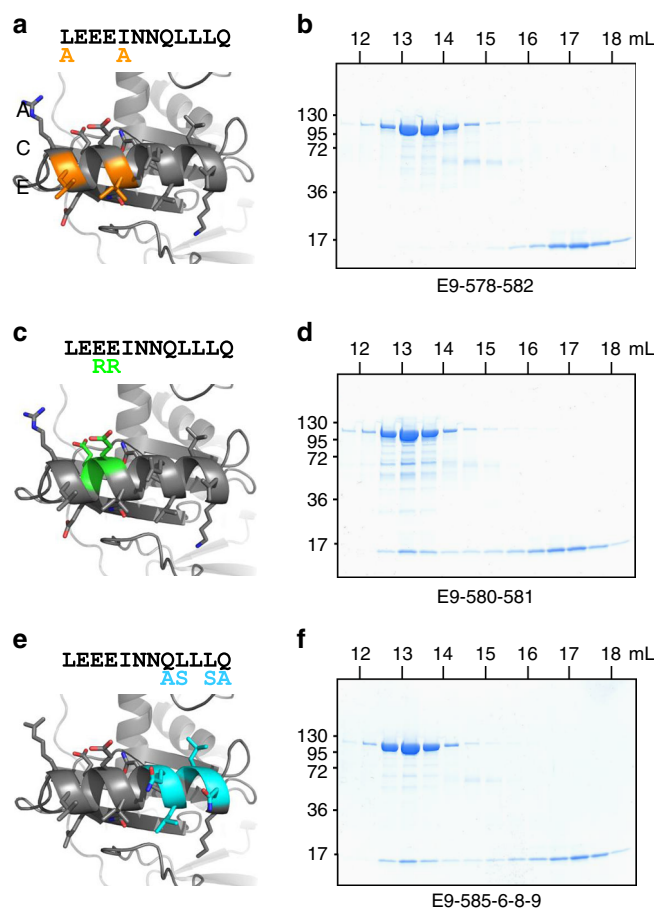 a
LEEEINNQLLLQ
A A
A
C
E
b
12 13 14 15 16 17 18 mL
130
95
72
36
17
E9-578-582
c
LEEEINNQLLLQ
RR
d
12 13 14 15 16 17 18 mL
130
95
72
36
17
E9-580-581
e
LEEEINNQLLLQ
AS SA
f
12 13 14 15 16 17 18 mL
130
95
72
36
17
E9-585-6-8-9